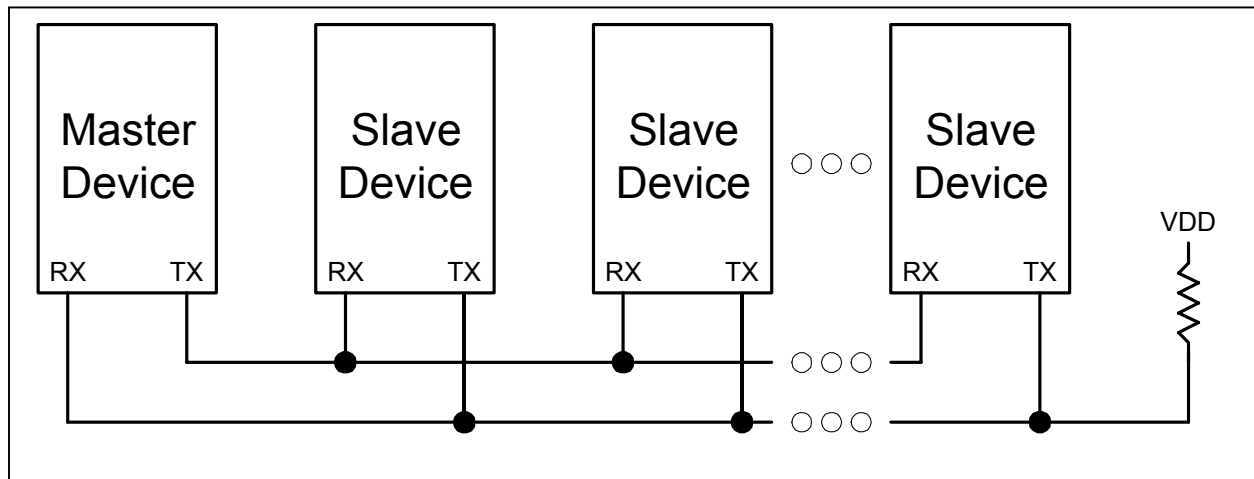 Master
Device
Slave
Device
Slave
Device
Slave
Device
VDD
RX TX
RX TX
RX TX
RX TX